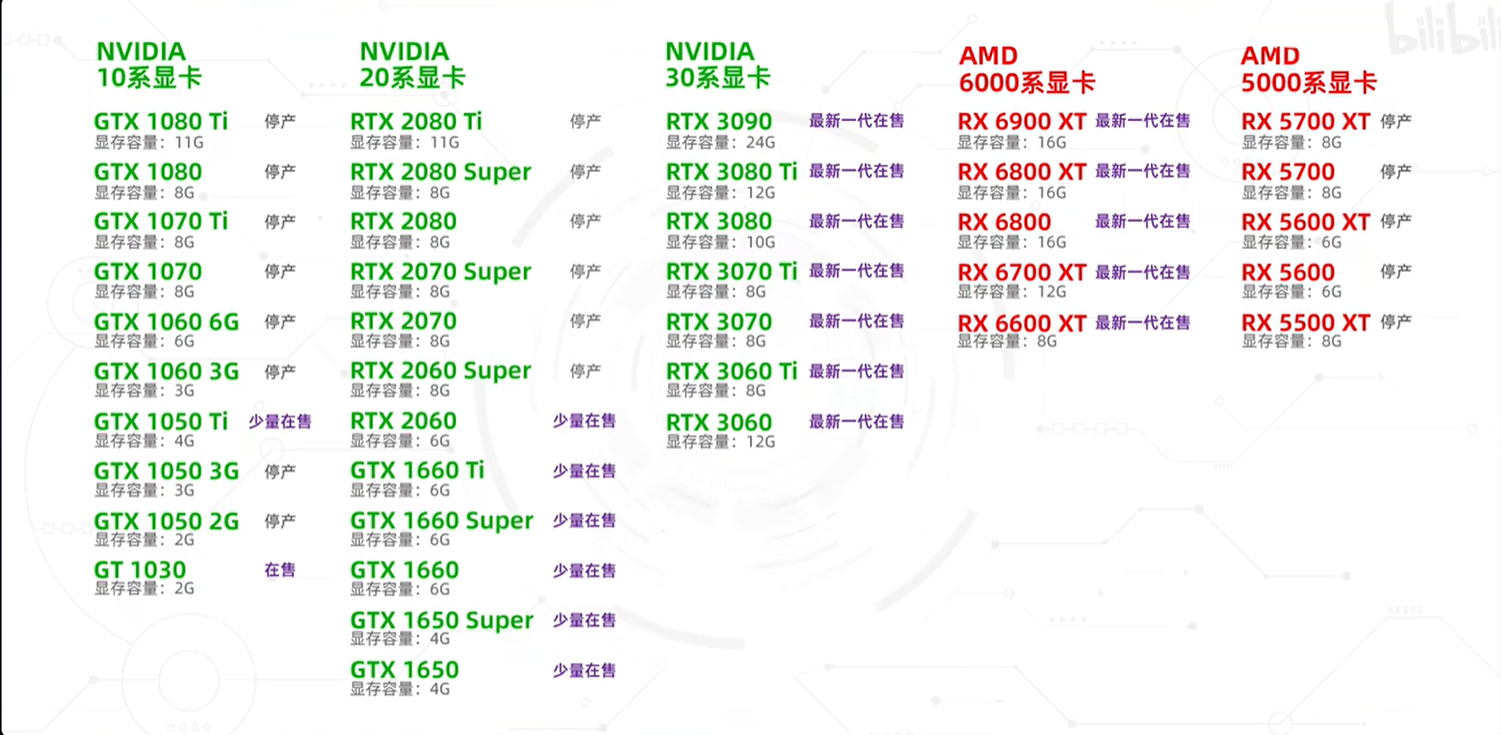 bilibili
NVIDIA
10系显卡
GTX 1080 Ti 停产
显存容量：11G
GTX 1080 停产
显存容量：8G
GTX 1070 Ti 停产
显存容量：8G
GTX 1070 停产
显存容量：8G
GTX 1060 6G 停产
显存容量：6G
GTX 1060 3G 停产
显存容量：3G
GTX 1050 Ti 少量在售
显存容量：4G
GTX 1050 3G 停产
显存容量：3G
GTX 1050 2G 停产
显存容量：2G
GT 1030 在售
显存容量：2G
NVIDIA
20系显卡
RTX 2080 Ti 停产
显存容量：11G
RTX 2080 Super 停产
显存容量：8G
RTX 2080 停产
显存容量：8G
RTX 2070 Super 停产
显存容量：8G
RTX 2070 停产
显存容量：8G
RTX 2060 Super 停产
显存容量：8G
RTX 2060 少量在售
显存容量：6G
GTX 1660 Ti 少量在售
显存容量：6G
GTX 1660 Super 少量在售
显存容量：6G
GTX 1660 少量在售
显存容量：6G
GTX 1650 Super 少量在售
显存容量：4G
GTX 1650 少量在售
显存容量：4G
NVIDIA
30系显卡
RTX 3090 最新一代在售
显存容量：24G
RTX 3080 Ti 最新一代在售
显存容量：12G
RTX 3080 最新一代在售
显存容量：10G
RTX 3070 Ti 最新一代在售
显存容量：8G
RTX 3070 最新一代在售
显存容量：8G
RTX 3060 Ti 最新一代在售
显存容量：8G
RTX 3060 最新一代在售
显存容量：12G
AMD
6000系显卡
RX 6900 XT 最新一代在售
显存容量：16G
RX 6800 XT 最新一代在售
显存容量：16G
RX 6800 最新一代在售
显存容量：16G
RX 6700 XT 最新一代在售
显存容量：12G
RX 6600 XT 最新一代在售
显存容量：8G
AMD
5000系显卡
RX 5700 XT 停产
显存容量：8G
RX 5700 停产
显存容量：8G
RX 5600 XT 停产
显存容量：6G
RX 5600 停产
显存容量：6G
RX 5500 XT 停产
显存容量：8G